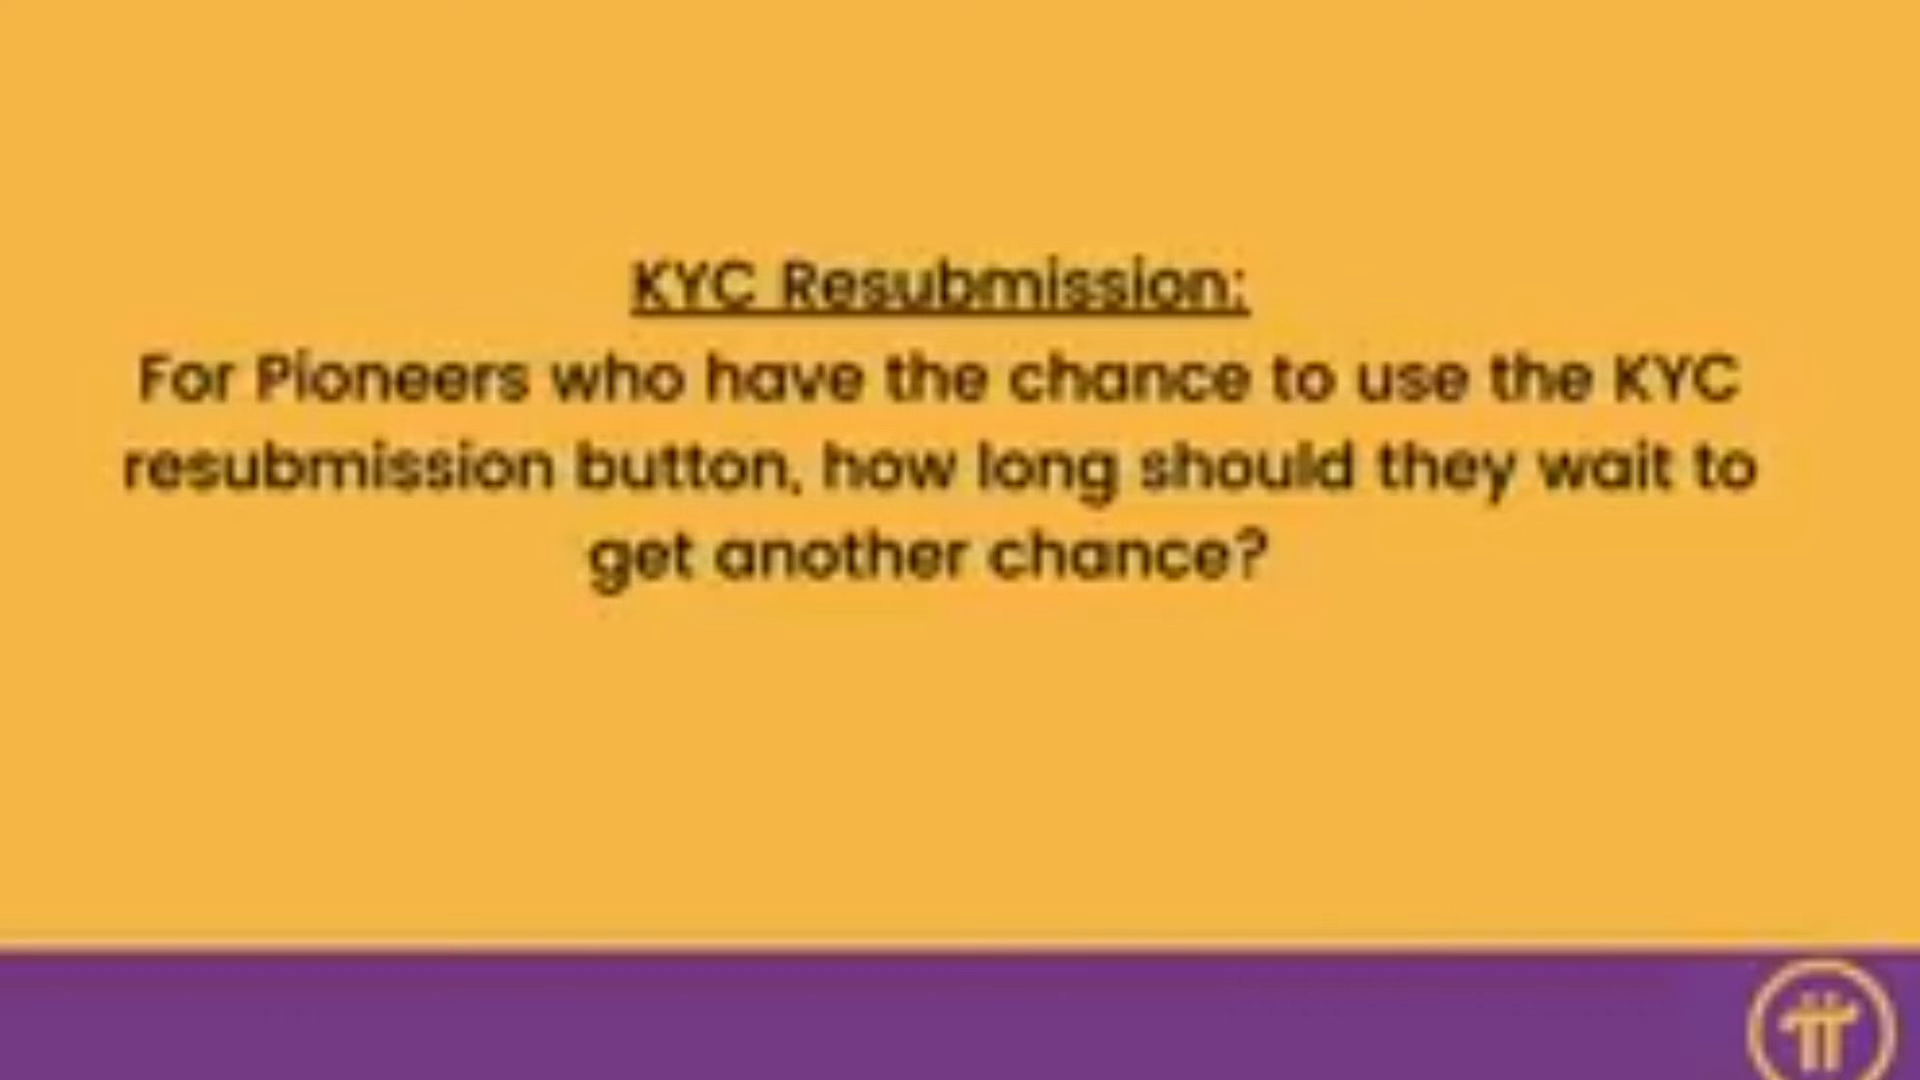 KYC Resubmission:
For Pioneers who have the chance to use the KYC
resubmission button, how long should they wait to
get another chance?